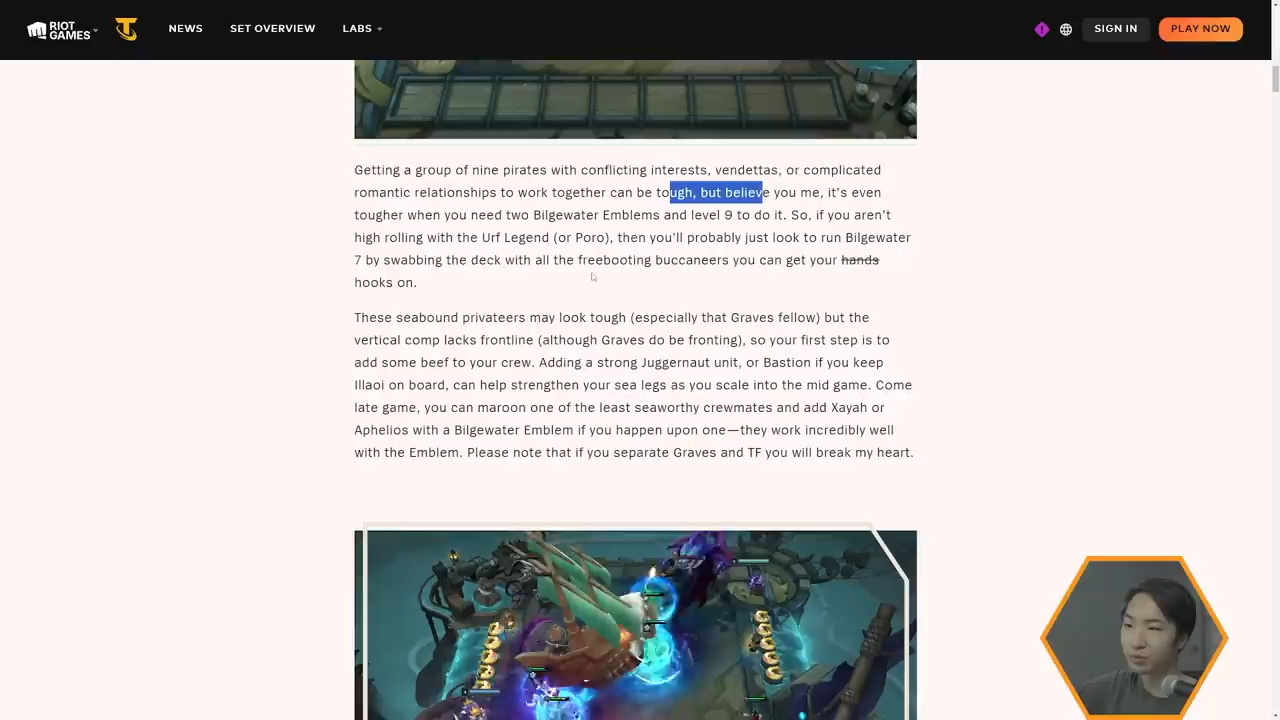 RIOT GAMES
NEWS
SET OVERVIEW
LABS
SIGN IN
PLAY NOW
Getting a group of nine pirates with conflicting interests, vendettas, or complicated
romantic relationships to work together can be tough, but believe you me, it's even
tougher when you need two Bilgewater Emblems and level 9 to do it. So, if you aren't
high rolling with the Urf Legend (or Poro), then you'll probably just look to run Bilgewater
7 by swabbing the deck with all the freebooting buccaneers you can get your hands
hooks on.
These seabound privateers may look tough (especially that Graves fellow) but the
vertical comp lacks frontline (although Graves do be fronting), so your first step is to
add some beef to your crew. Adding a strong Juggernaut unit, or Bastion if you keep
Illaoi on board, can help strengthen your sea legs as you scale into the mid game. Come
late game, you can maroon one of the least seaworthy crewmates and add Xayah or
Aphelios with a Bilgewater Emblem if you happen upon one—they work incredibly well
with the Emblem. Please note that if you separate Graves and TF you will break my heart.